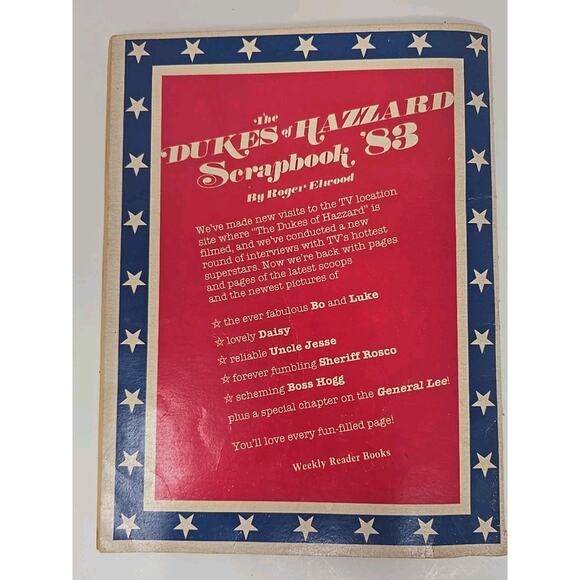 The
DUKES of HAZZARD
Scrapbook '83
By Roger Elwood
We've made new visits to the TV location
site where "The Dukes of Hazzard" is
filmed, and we've conducted a new
round of interviews with TV's hottest
superstars. Now we're back with pages
and pages of the latest scoops
and the newest pictures of
☆ the ever fabulous Bo and Luke
☆ lovely Daisy
☆ reliable Uncle Jesse
☆ forever fumbling Sheriff Rosco
☆ scheming Boss Hogg
plus a special chapter on the General Lee!
You'll love every fun-filled page!
Weekly Reader Books